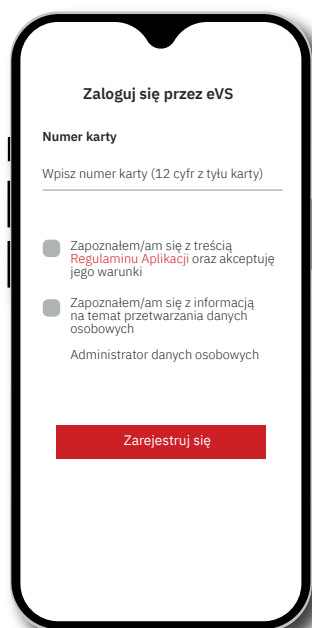 Zaloguj się przez eVS
Numer karty
Wpisz numer karty (12 cyfr z tyłu karty)
Zapoznałem/am się z treścią
Regulaminu Aplikacji oraz akceptuję
jego warunki
Zapoznałem/am się z informacją
na temat przetwarzania danych
osobowych
Administrator danych osobowych
Zarejestruj się